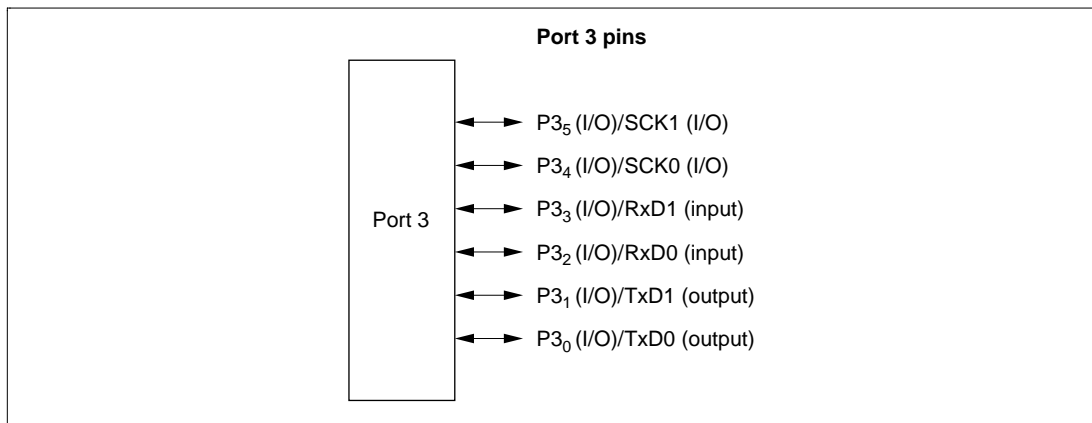 Port 3 pins
P3₅ (I/O)/SCK1 (I/O)
P3₄ (I/O)/SCK0 (I/O)
P3₃ (I/O)/RxD1 (input)
Port 3
P3₂ (I/O)/RxD0 (input)
P3₁ (I/O)/TxD1 (output)
P3₀ (I/O)/TxD0 (output)